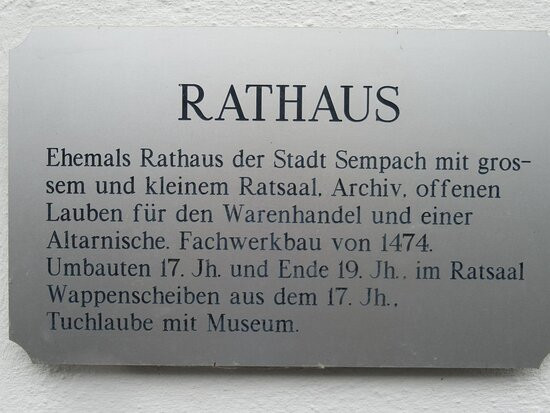 RATHAUS
Ehemals Rathaus der Stadt Sempach mit gros-
sem und kleinem Ratsaal, Archiv, offenen
Lauben für den Warenhandel und einer
Altarnische. Fachwerkbau von 1474.
Umbauten 17. Jh. und Ende 19. Jh., im Ratsaal
Wappenscheiben aus dem 17. Jh.,
Tuchlaube mit Museum.